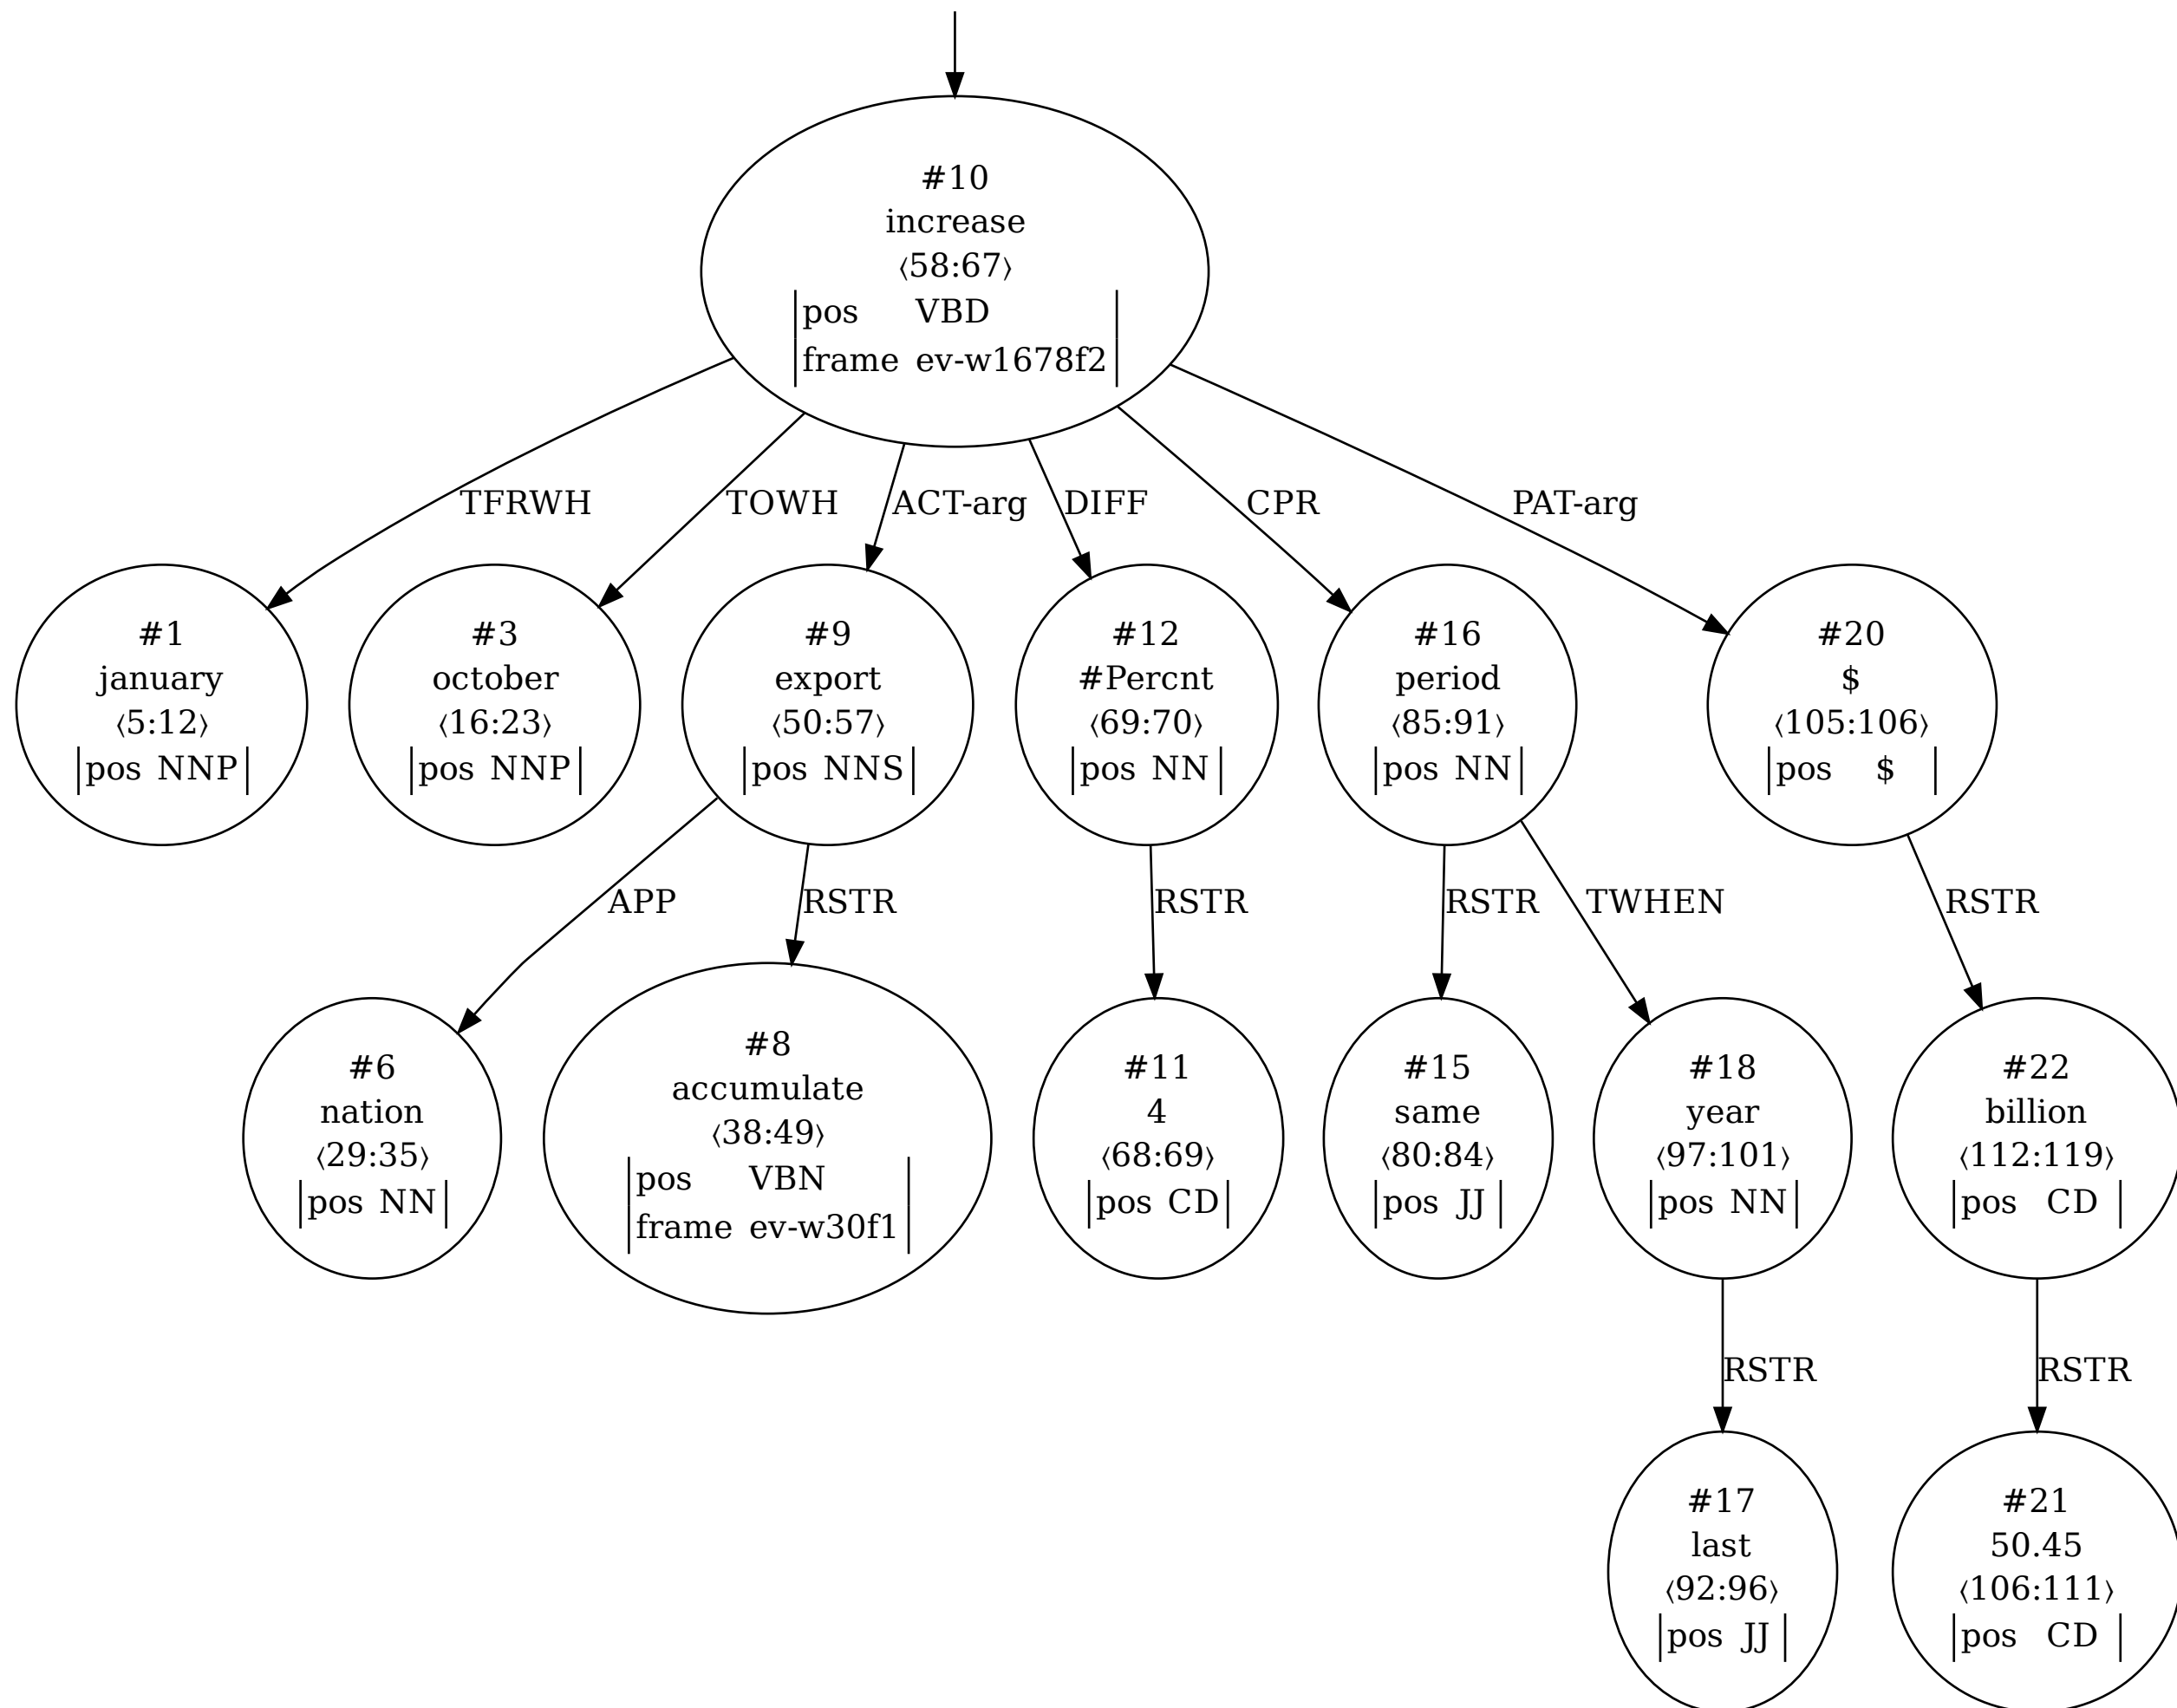 #10
increase
⟨58:67⟩
pos VBD
frame ev-w1678f2
TFRWH
TOWH
ACT-arg
DIFF
CPR
PAT-arg
#1
january
⟨5:12⟩
pos NNP
#3
october
⟨16:23⟩
pos NNP
#9
export
⟨50:57⟩
pos NNS
#12
#Percnt
⟨69:70⟩
pos NN
#16
period
⟨85:91⟩
pos NN
#20
$
⟨105:106⟩
pos $
APP
RSTR
RSTR
RSTR
TWHEN
RSTR
#6
nation
⟨29:35⟩
pos NN
#8
accumulate
⟨38:49⟩
pos VBN
frame ev-w30f1
#11
4
⟨68:69⟩
pos CD
#15
same
⟨80:84⟩
pos JJ
#18
year
⟨97:101⟩
pos NN
#22
billion
⟨112:119⟩
pos CD
RSTR
RSTR
#17
last
⟨92:96⟩
pos JJ
#21
50.45
⟨106:111⟩
pos CD